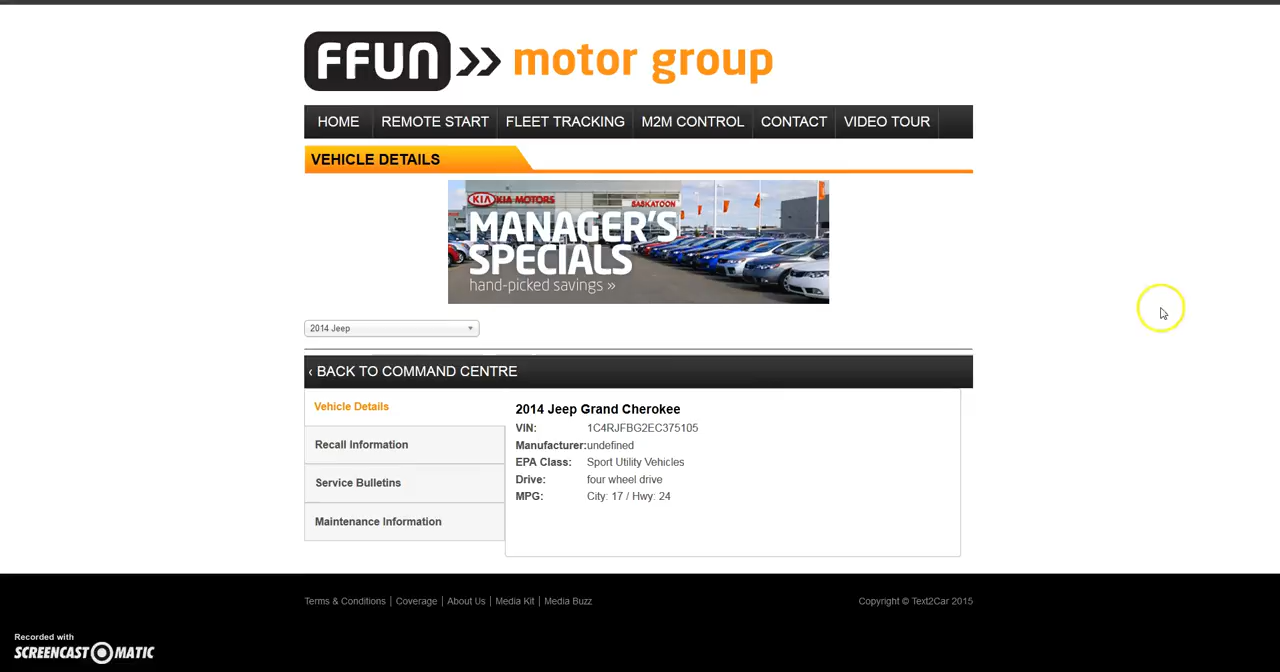 FFUN motor group
HOME REMOTE START FLEET TRACKING M2M CONTROL CONTACT VIDEO TOUR
VEHICLE DETAILS
KIA KIA MOTORS SASKATOON
MANAGER'S
SPECIALS
hand-picked savings »
2014 Jeep
‹ BACK TO COMMAND CENTRE
Vehicle Details
Recall Information
Service Bulletins
Maintenance Information
2014 Jeep Grand Cherokee
VIN: 1C4RJFBG2EC375105
Manufacturer:undefined
EPA Class: Sport Utility Vehicles
Drive: four wheel drive
MPG: City: 17 / Hwy: 24
Terms & Conditions | Coverage | About Us | Media Kit | Media Buzz
Copyright © Text2Car 2015
Recorded with
SCREENCAST-O-MATIC